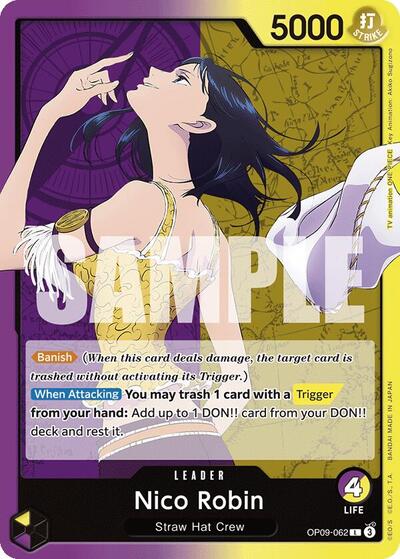 5000
打
STRIKE
TV animation ONE PIECE Key Animation: Akiko Sugizono
SAMPLE
Banish (When this card deals damage, the target card is
trashed without activating its Trigger.)
When Attacking You may trash 1 card with a Trigger
from your hand: Add up to 1 DON!! card from your DON!!
deck and rest it.
©E.O/S. ©E.O./S., T.A. BANDAI MADE IN JAPAN
LEADER
Nico Robin
Straw Hat Crew
4
LIFE
OP09-062 L 3